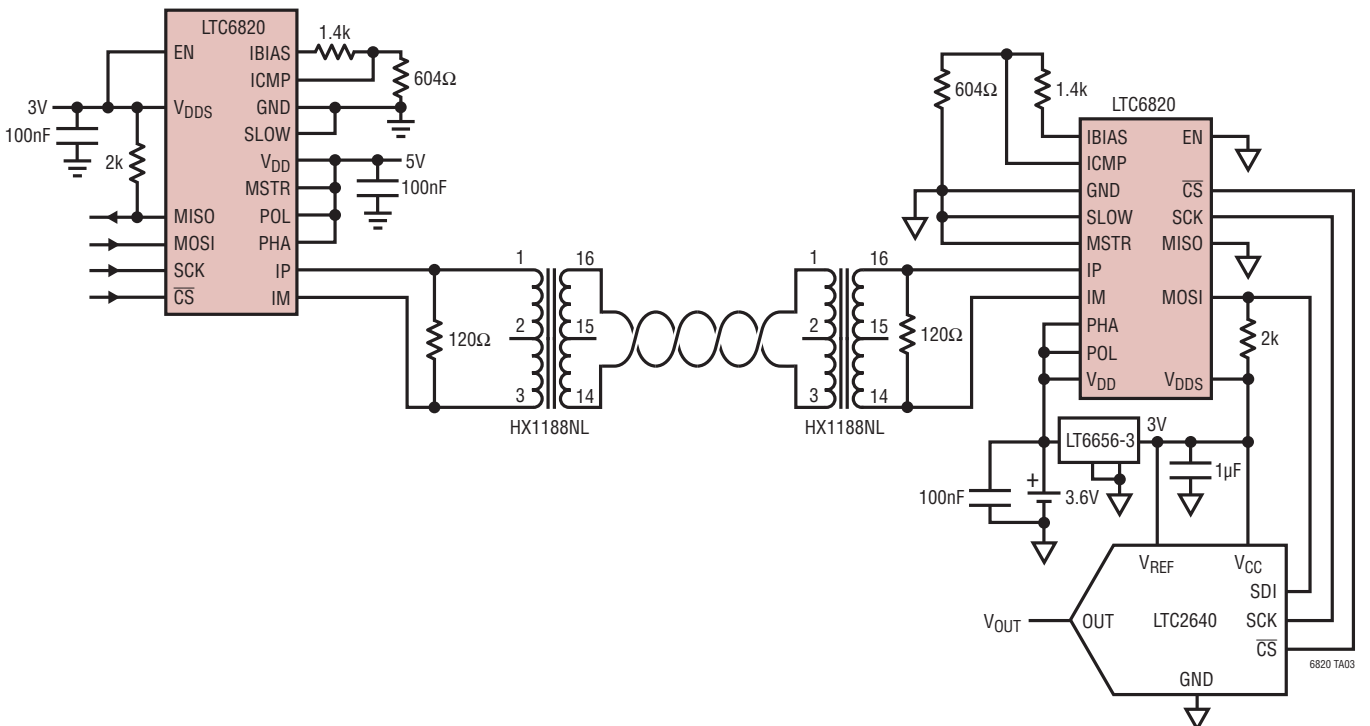 LTC6820
EN
VDDS
MISO
MOSI
SCK
CS
IBIAS
ICMP
GND
SLOW
VDD
MSTR
POL
PHA
IP
IM
3V
100nF
2k
1.4k
604Ω
5V
100nF
120Ω
1
2
3
16
15
14
HX1188NL
1
2
3
16
15
14
HX1188NL
120Ω
604Ω
1.4k
LTC6820
IBIAS
ICMP
GND
SLOW
MSTR
IP
IM
PHA
POL
VDD
EN
CS
SCK
MISO
MOSI
VDDS
2k
LT6656-3
3V
1µF
100nF
+
3.6V
VREF
VCC
SDI
SCK
CS
LTC2640
OUT
VOUT
GND
6820 TA03